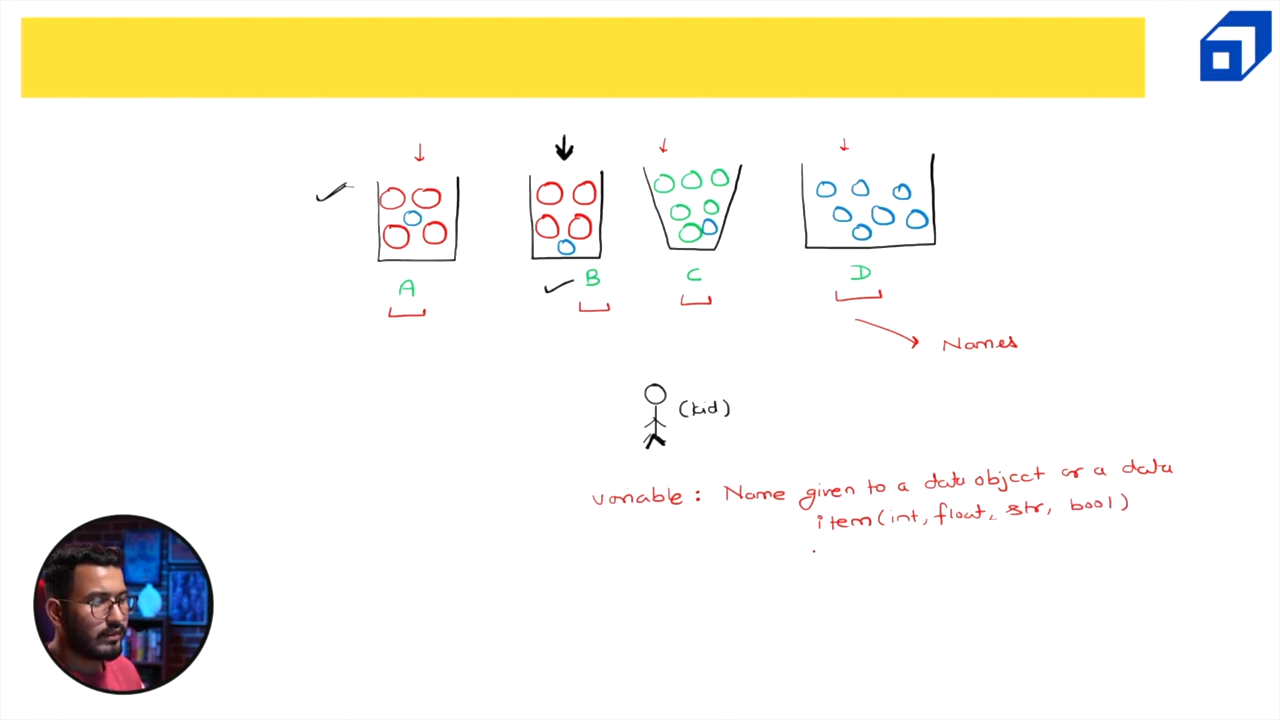 A
B
C
D
Names
(kid)
variable : Name given to a data object or a data
item (int, float, str, bool)